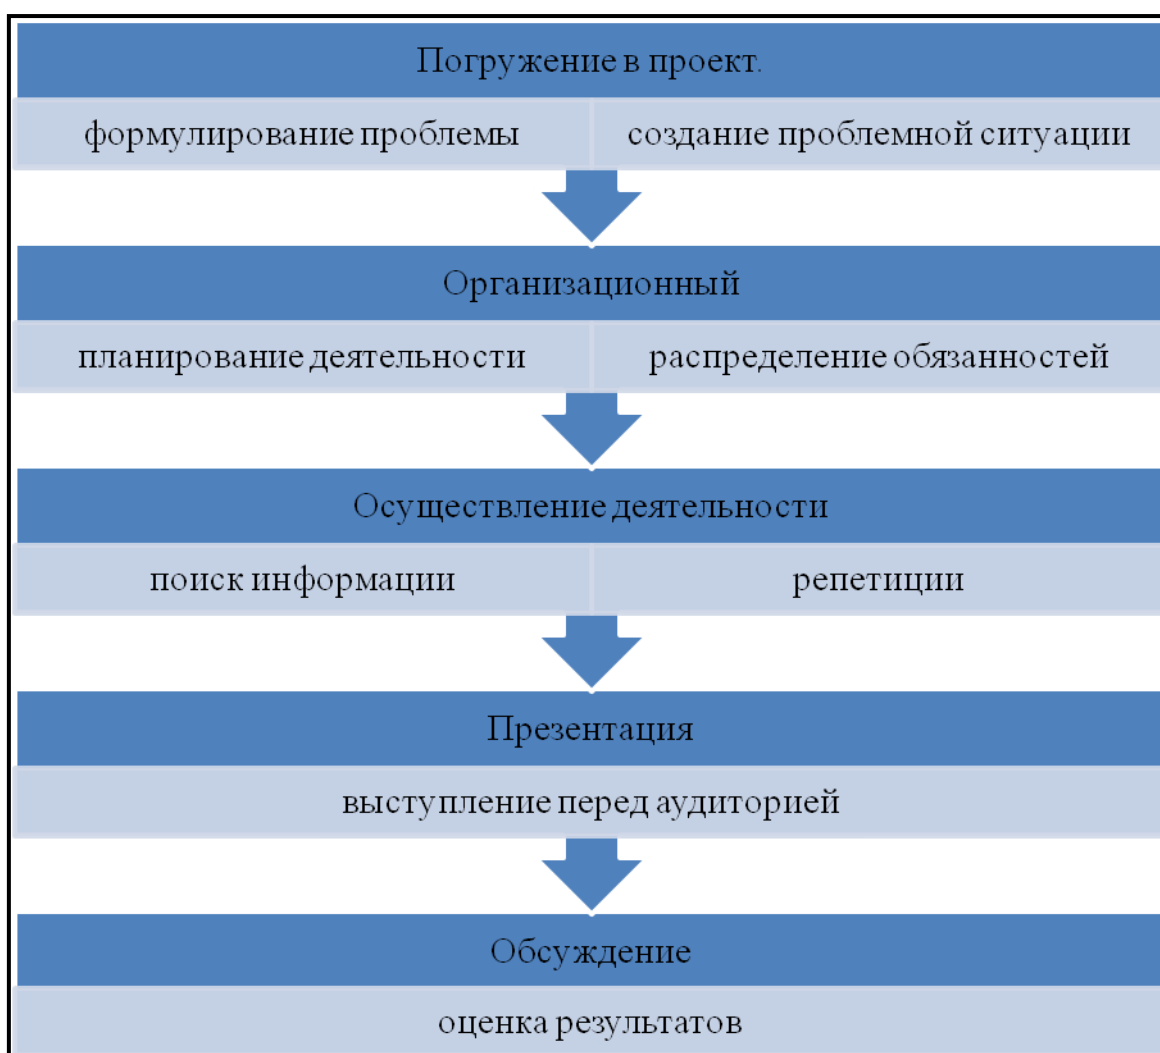 Погружение в проект.
формулирование проблемы
создание проблемной ситуации
Организационный
планирование деятельности
распределение обязанностей
Осуществление деятельности
поиск информации
репетиции
Презентация
выступление перед аудиторией
Обсуждение
оценка результатов